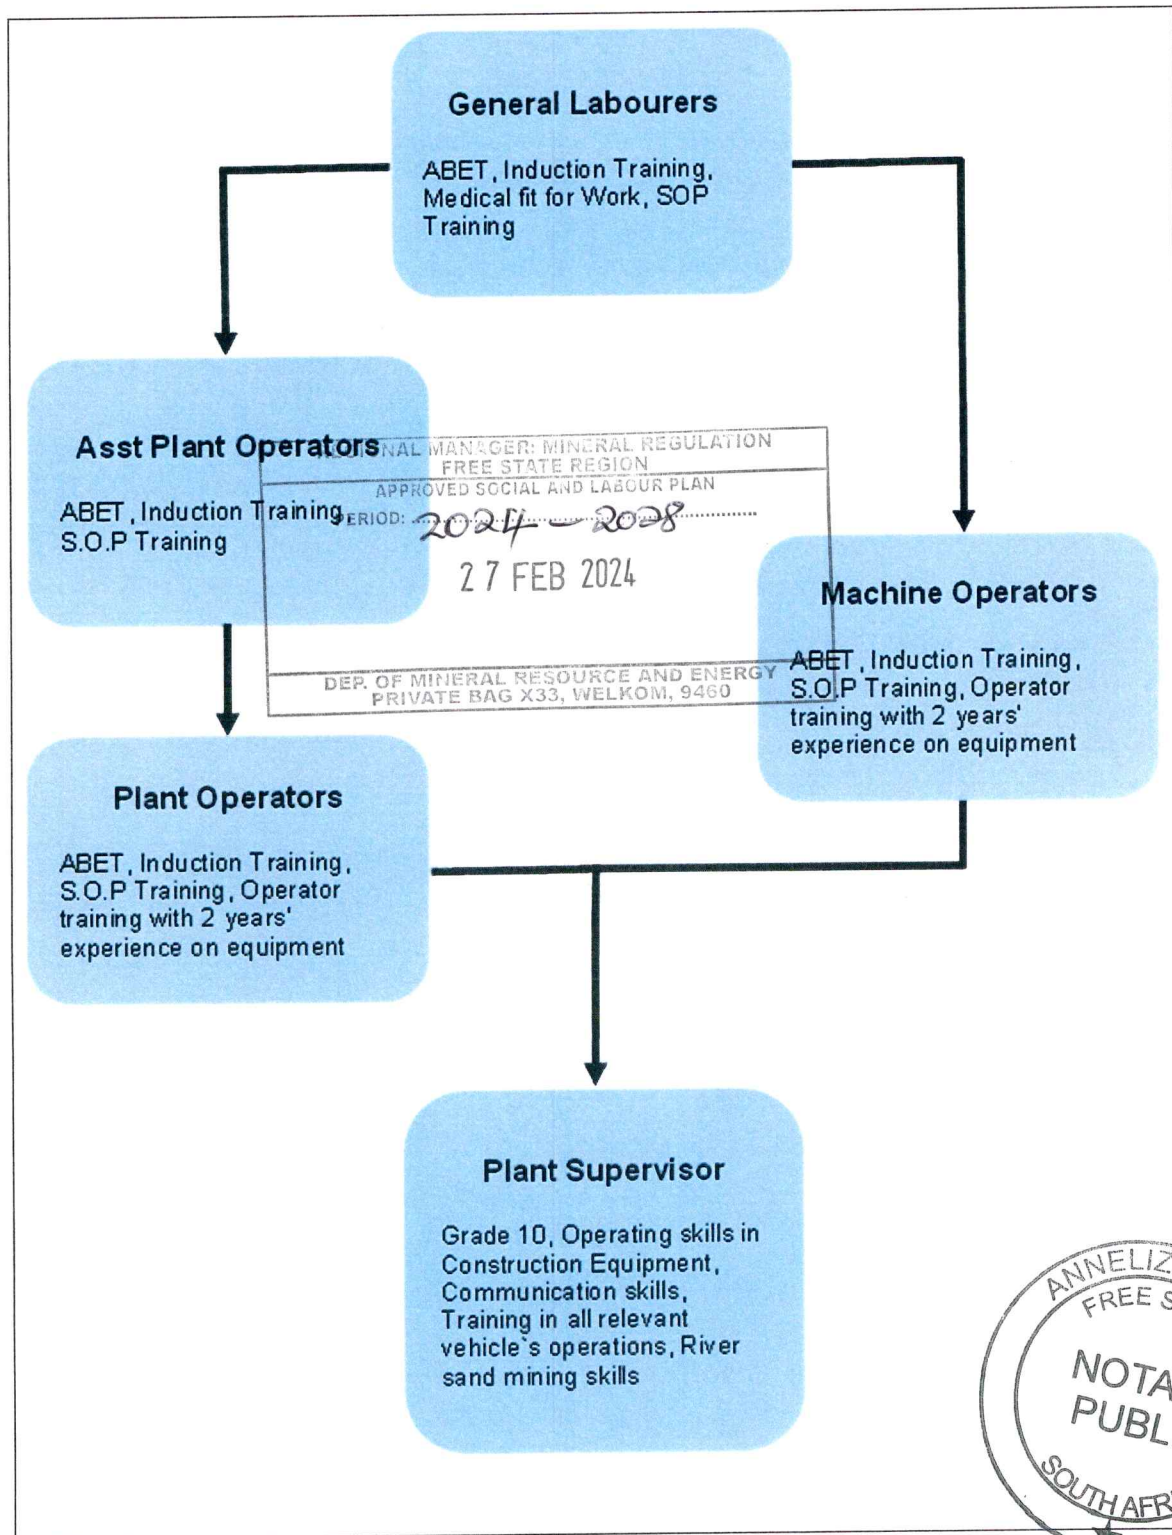 General Labourers
ABET, Induction Training,
Medical fit for Work, SOP
Training
Asst Plant Operators
ABET, Induction Training
S.O.P Training
MANAGER: MINERAL REGULATION
FREE STATE REGION
APPROVED SOCIAL AND LABOUR PLAN
PERIOD: 2024 - 2028
27 FEB 2024
DEP. OF MINERAL RESOURCE AND ENERGY
PRIVATE BAG X33, WELKOM, 9460
Machine Operators
ABET, Induction Training,
S.O.P Training, Operator
training with 2 years'
experience on equipment
Plant Operators
ABET, Induction Training,
S.O.P Training, Operator
training with 2 years'
experience on equipment
Plant Supervisor
Grade 10, Operating skills in
Construction Equipment,
Communication skills,
Training in all relevant
vehicle`s operations, River
sand mining skills
ANNELIZ
FREE S
NOTA
PUBL
SOUTH AFR